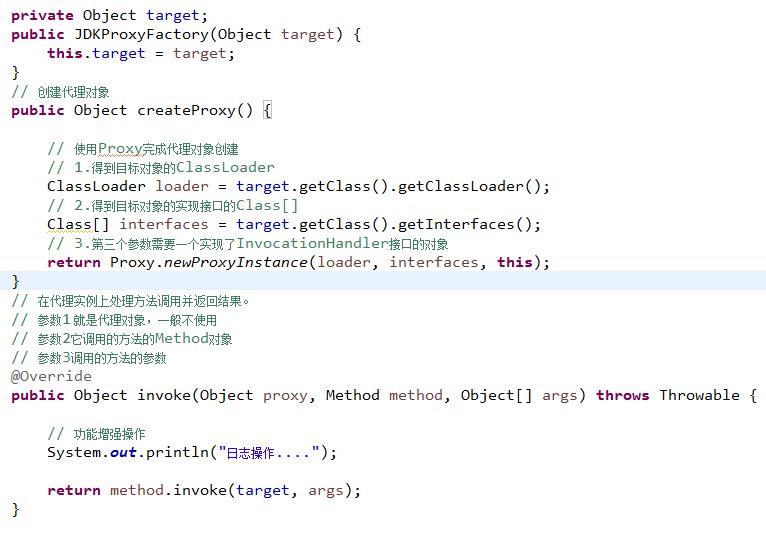 private Object target;
public JDKProxyFactory(Object target) {
    this.target = target;
}
// 创建代理对象
public Object createProxy() {
    // 使用Proxy完成代理对象创建
    // 1.得到目标对象的ClassLoader
    ClassLoader loader = target.getClass().getClassLoader();
    // 2.得到目标对象的实现接口的Class[]
    Class[] interfaces = target.getClass().getInterfaces();
    // 3.第三个参数需要一个实现了InvocationHandler接口的对象
    return Proxy.newProxyInstance(loader, interfaces, this);
}
// 在代理实例上处理方法调用并返回结果。
// 参数1就是代理对象，一般不使用
// 参数2它调用的方法的Method对象
// 参数3调用的方法的参数
@Override
public Object invoke(Object proxy, Method method, Object[] args) throws Throwable {
    // 功能增强操作
    System.out.println("日志操作....");
    return method.invoke(target, args);
}